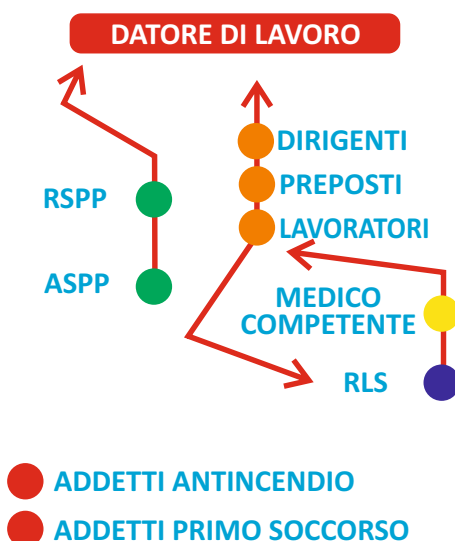 DATORE DI LAVORO
DIRIGENTI
PREPOSTI
RSPP
LAVORATORI
ASPP
MEDICO
COMPETENTE
RLS
ADDETTI ANTINCENDIO
ADDETTI PRIMO SOCCORSO